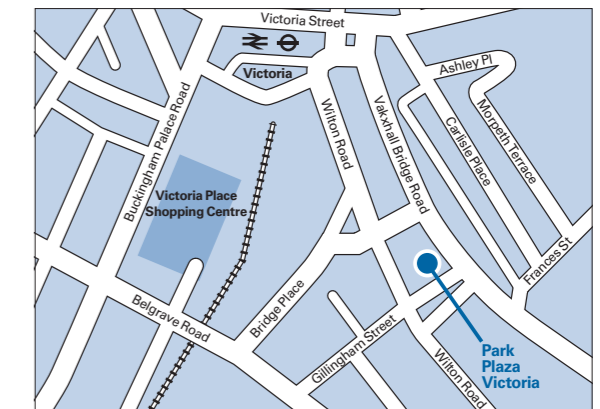 Victoria Street
Victoria
Ashley Pl
Buckingham Palace Road
Wilton Road
Vakxhall Bridge Road
Carlisle Place
Morpeth Terrace
Victoria Place
Shopping Centre
Frances St
Belgrave Road
Bridge Place
Gillingham Street
Wilton Road
Park
Plaza
Victoria